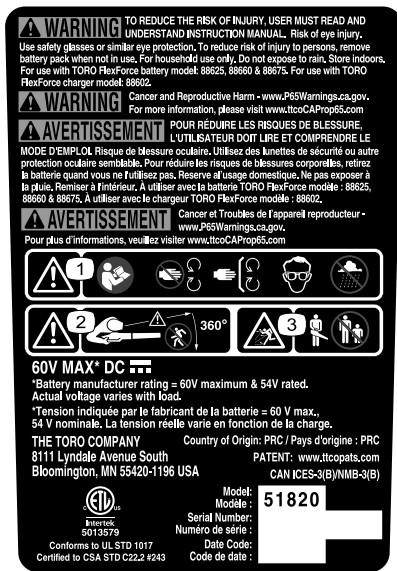 WARNING TO REDUCE THE RISK OF INJURY, USER MUST READ AND
UNDERSTAND INSTRUCTION MANUAL. Risk of eye injury.
Use safety glasses or similar eye protection. To reduce risk of injury to persons, remove
battery pack when not in use. For household use only. Do not expose to rain. Store indoors.
For use with TORO FlexForce battery model: 88625, 88660 & 88675. For use with TORO
FlexForce charger model: 88602.
WARNING Cancer and Reproductive Harm - www.P65Warnings.ca.gov.
For more information, please visit www.ttcoCAProp65.com
AVERTISSEMENT POUR RÉDUIRE LES RISQUES DE BLESSURE,
L'UTILISATEUR DOIT LIRE ET COMPRENDRE LE
MODE D'EMPLOI. Risque de blessure oculaire. Utilisez des Lunettes de sécurité ou autre
protection oculaire semblable. Pour réduire les risques de blessures corporelles, retirez
la batterie quand vous ne l'utilisez pas. Reserve al'usage domestique. Ne pas exposer à
la pluie. Remiser à l'intérieur. À utiliser avec la batterie TORO FlexForce modèle : 88625,
88660 & 88675. À utiliser avec le chargeur TORO FlexForce modèle : 88602.
AVERTISSEMENT Cancer et Troubles de l'appareil reproducteur -
www.P65Warnings.ca.gov.
Pour plus d'informations, veuillez visiter www.ttcoCAProp65.com
1
2
360°
3
60V MAX* DC
*Battery manufacturer rating = 60V maximum & 54V rated.
Actual voltage varies with load.
*Tension indiquée par le fabricant de la batterie = 60 V max.,
54 V nominale. La tension réelle varie en fonction de la charge.
THE TORO COMPANY
8111 Lyndale Avenue South
Bloomington, MN 55420-1196 USA
Country of Origin: PRC / Pays d'origine : PRC
PATENT: www.ttcopats.com
CAN ICES-3(B)/NMB-3(B)
c ETL us
Intertek
5013579
Conforms to UL STD 1017
Certified to CSA STD C22.2 #243
Model:
Modèle :
51820
Serial Number:
Numéro de série :
Date Code:
Code de date :